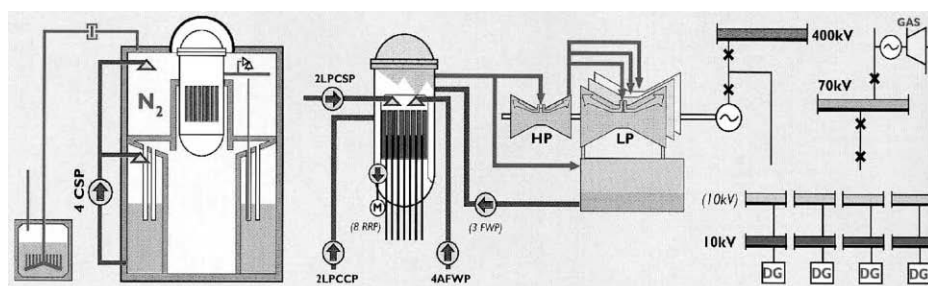 N2
4 CSP
2LPCSP
M
(8 RRP)
2LPCCP
4AFWP
(3 FWP)
HP
LP
400kV
GAS
70kV
(10kV)
10kV
DG
DG
DG
DG